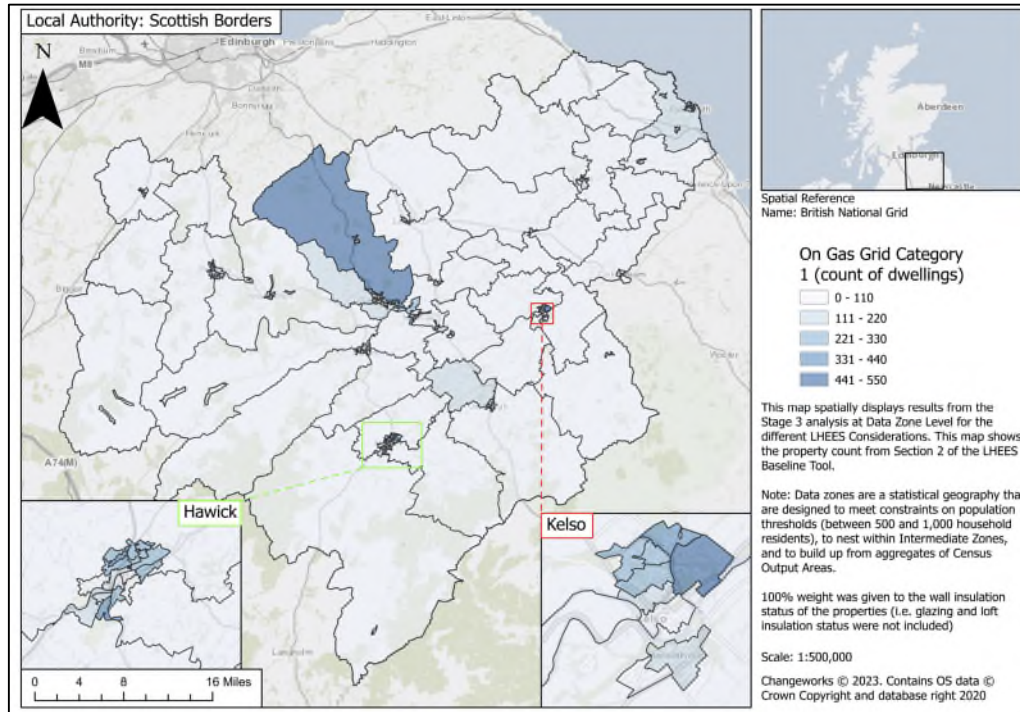 Local Authority: Scottish Borders
N
Edinburgh
Haddington
East Linton
M8
A74(M)
Hawick
Kelso
0 4 8 16 Miles
Aberdeen
Edinburgh
Newcastle
Spatial Reference
Name: British National Grid
On Gas Grid Category
1 (count of dwellings)
0 - 110
111 - 220
221 - 330
331 - 440
441 - 550
This map spatially displays results from the
Stage 3 analysis at Data Zone Level for the
different LHEES Considerations. This map shows
the property count from Section 2 of the LHEES
Baseline Tool.
Note: Data zones are a statistical geography tha
are designed to meet constraints on population
thresholds (between 500 and 1,000 household
residents), to nest within Intermediate Zones,
and to build up from aggregates of Census
Output Areas.
100% weight was given to the wall insulation
status of the properties (i.e. glazing and loft
insulation status were not included)
Scale: 1:500,000
Changeworks © 2023. Contains OS data ©
Crown Copyright and database right 2020